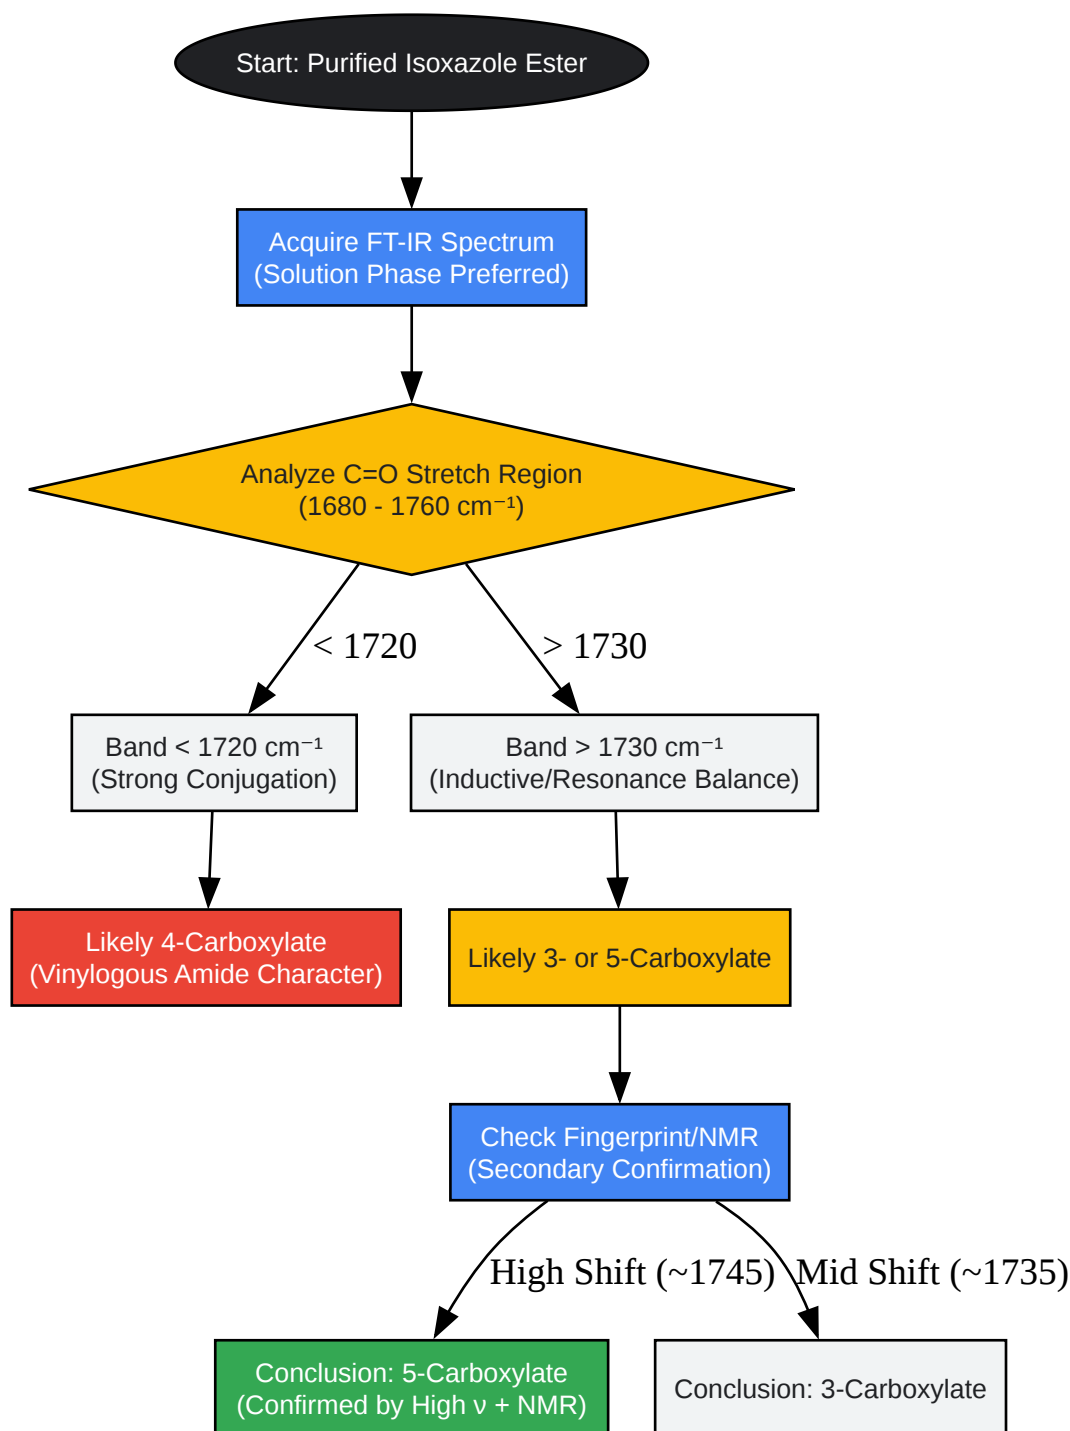 Start: Purified Isoxazole Ester
Acquire FT-IR Spectrum
(Solution Phase Preferred)
Analyze C=O Stretch Region
(1680 - 1760 cm⁻¹)
< 1720
> 1730
Band < 1720 cm⁻¹
(Strong Conjugation)
Band > 1730 cm⁻¹
(Inductive/Resonance Balance)
Likely 4-Carboxylate
(Vinylogous Amide Character)
Likely 3- or 5-Carboxylate
Check Fingerprint/NMR
(Secondary Confirmation)
High Shift (~1745)
Mid Shift (~1735)
Conclusion: 5-Carboxylate
(Confirmed by High ν + NMR)
Conclusion: 3-Carboxylate